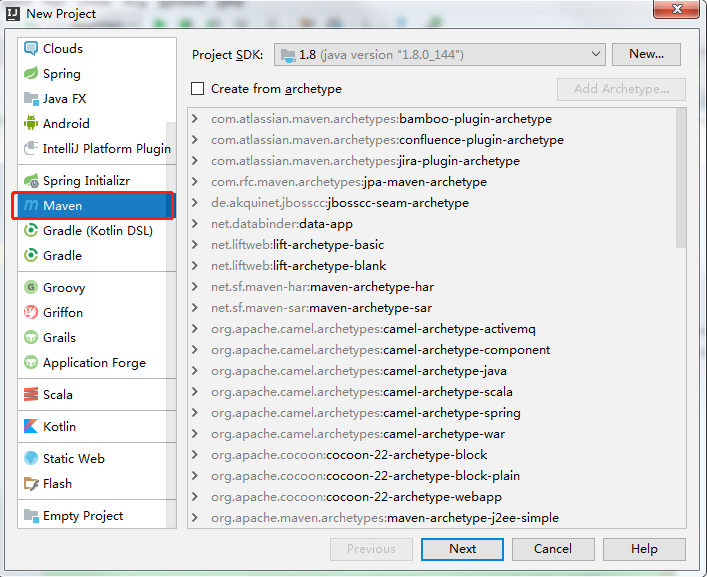 New Project
Clouds
Spring
Java FX
Android
IntelliJ Platform Plugin
Spring Initializr
Maven
Gradle (Kotlin DSL)
Gradle
Groovy
Griffon
Grails
Application Forge
Scala
Kotlin
Static Web
Flash
Empty Project
Project SDK: 1.8 (java version "1.8.0_144") New...
Create from archetype Add Archetype...
com.atlassian.maven.archetypes:bamboo-plugin-archetype
com.atlassian.maven.archetypes:confluence-plugin-archetype
com.atlassian.maven.archetypes:jira-plugin-archetype
com.rfc.maven.archetypes:jpa-maven-archetype
de.akquinet.jbosscc:jbosscc-seam-archetype
net.databinder:data-app
net.liftweb:lift-archetype-basic
net.liftweb:lift-archetype-blank
net.sf.maven-har:maven-archetype-har
net.sf.maven-sar:maven-archetype-sar
org.apache.camel.archetypes:camel-archetype-activemq
org.apache.camel.archetypes:camel-archetype-component
org.apache.camel.archetypes:camel-archetype-java
org.apache.camel.archetypes:camel-archetype-scala
org.apache.camel.archetypes:camel-archetype-spring
org.apache.camel.archetypes:camel-archetype-war
org.apache.cocoon:cocoon-22-archetype-block
org.apache.cocoon:cocoon-22-archetype-block-plain
org.apache.cocoon:cocoon-22-archetype-webapp
org.apache.maven.archetypes:maven-archetype-j2ee-simple
Previous Next Cancel Help